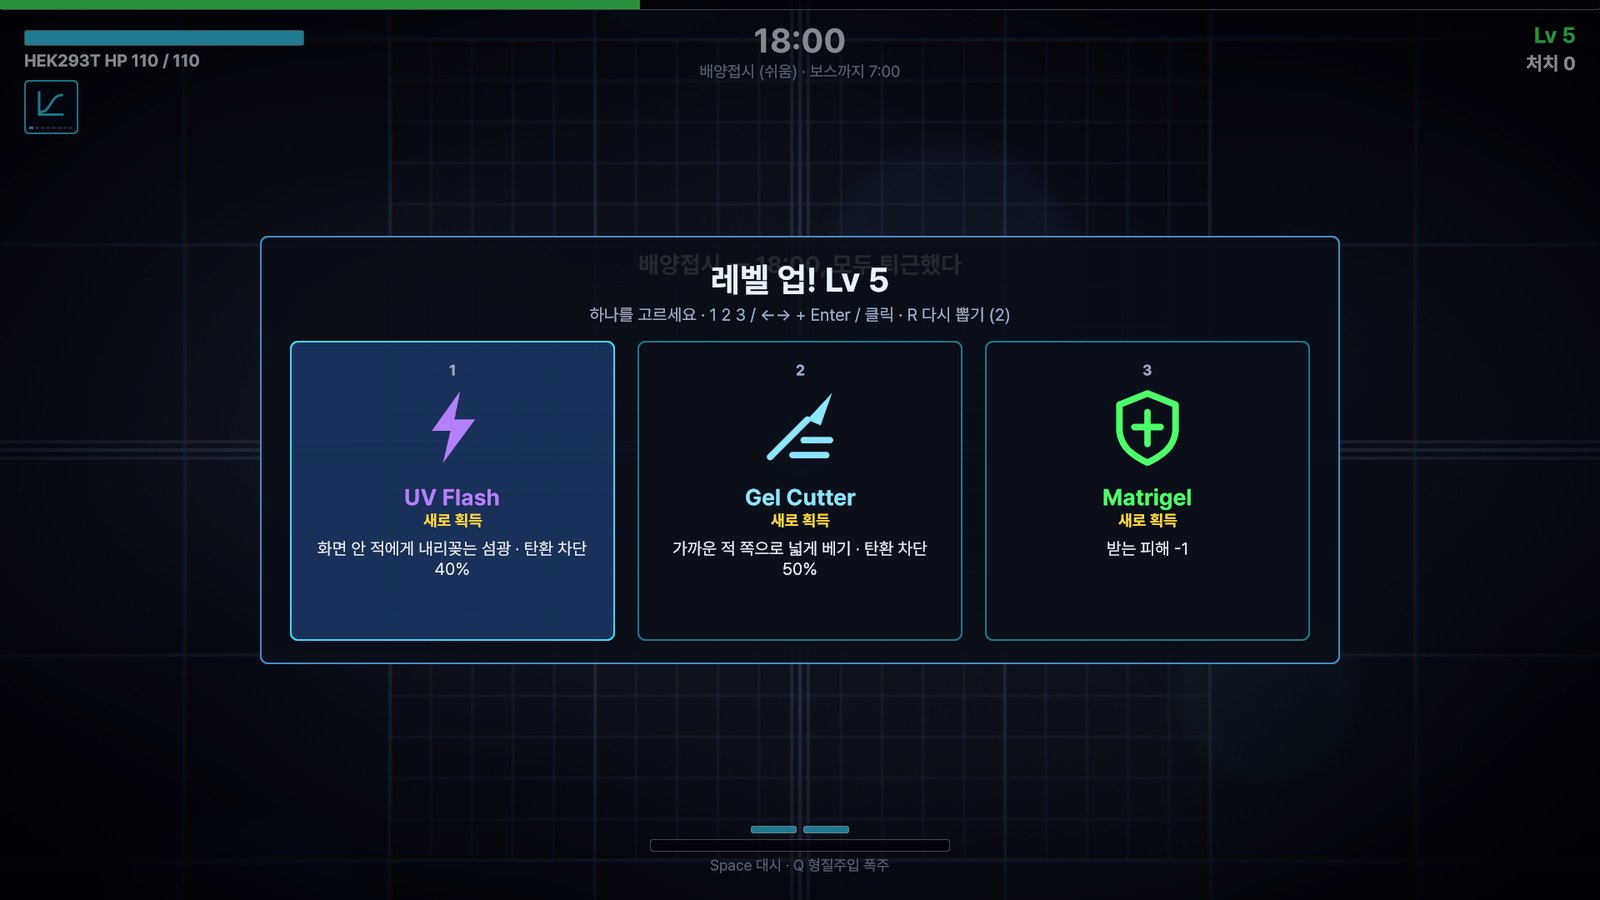 18:00
HEK293T HP 110 / 110
배양접시 (쉬움) · 보스까지 7:00
Lv 5
처치 0
배양접시 — 18:00, 모두 퇴근했다
레벨 업! Lv 5
하나를 고르세요 · 1 2 3 / ←→ + Enter / 클릭 · R 다시 뽑기 (2)
1
UV Flash
새로 획득
화면 안 적에게 내리꽂는 섬광 · 탄환 차단
40%
2
Gel Cutter
새로 획득
가까운 적 쪽으로 넓게 베기 · 탄환 차단
50%
3
Matrigel
새로 획득
받는 피해 -1
Space 대시 · Q 형질주입 폭주